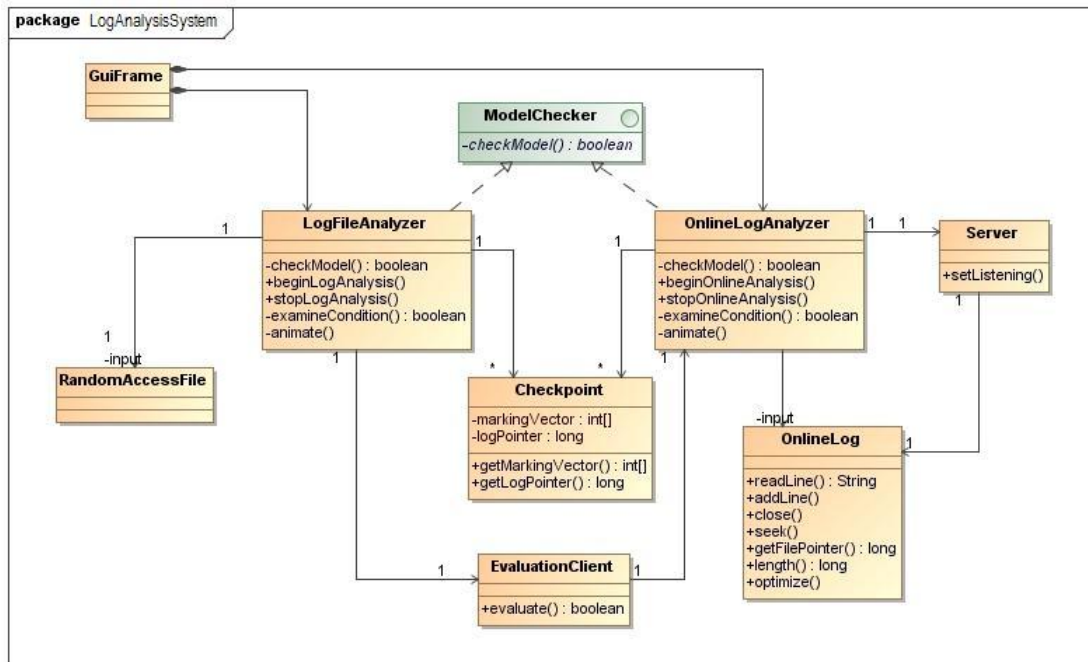 package LogAnalysisSystem
GuiFrame
ModelChecker
-checkModel() : boolean
LogFileAnalyzer
-checkModel() : boolean
+beginLogAnalysis()
+stopLogAnalysis()
-examineCondition() : boolean
-animate()
OnlineLogAnalyzer
-checkModel() : boolean
+beginOnlineAnalysis()
+stopOnlineAnalysis()
-examineCondition() : boolean
-animate()
1 1
Server
+setListening()
1
1
1
1
1
-input
RandomAccessFile
1
*
*
1
Checkpoint
-markingVector : int[]
-logPointer : long
+getMarkingVector() : int[]
+getLogPointer() : long
-input
OnlineLog
1
+readLine() : String
+addLine()
+close()
+seek()
+getFilePointer() : long
+length() : long
+optimize()
1
EvaluationClient
1
+evaluate() : boolean